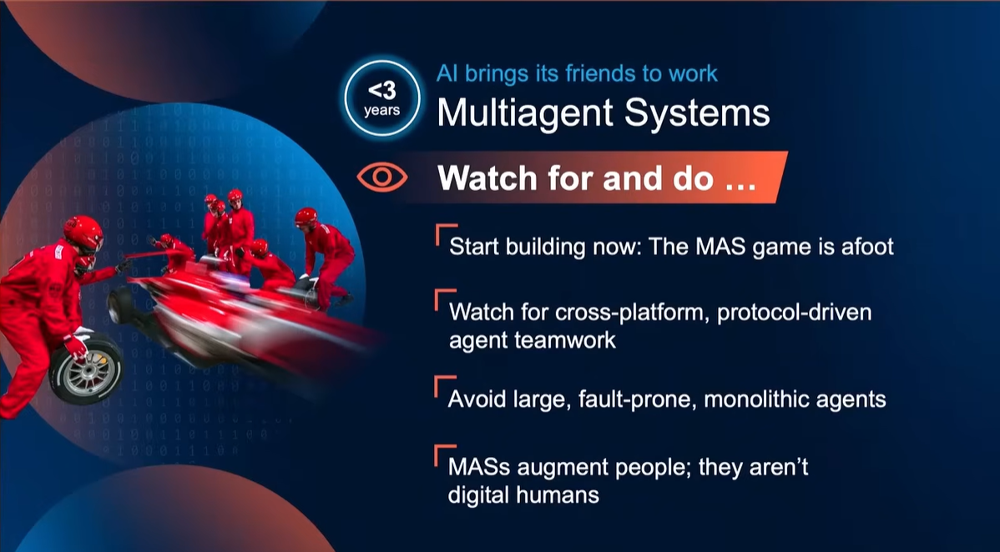 <3
years
AI brings its friends to work
Multiagent Systems
Watch for and do ...
Start building now: The MAS game is afoot
Watch for cross-platform, protocol-driven
agent teamwork
Avoid large, fault-prone, monolithic agents
MASs augment people; they aren’t
digital humans